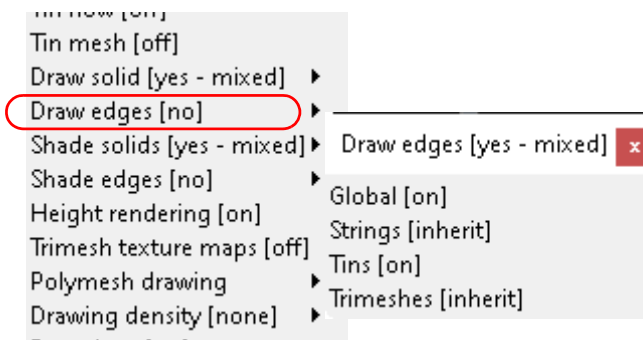 Tin mesh [off]
Draw solid [yes - mixed]
Draw edges [no]
Shade solids [yes - mixed]
Shade edges [no]
Height rendering [on]
Trimesh texture maps [off]
Polymesh drawing
Drawing density [none]
Draw edges [yes - mixed] x
Global [on]
Strings [inherit]
Tins [on]
Trimeshes [inherit]